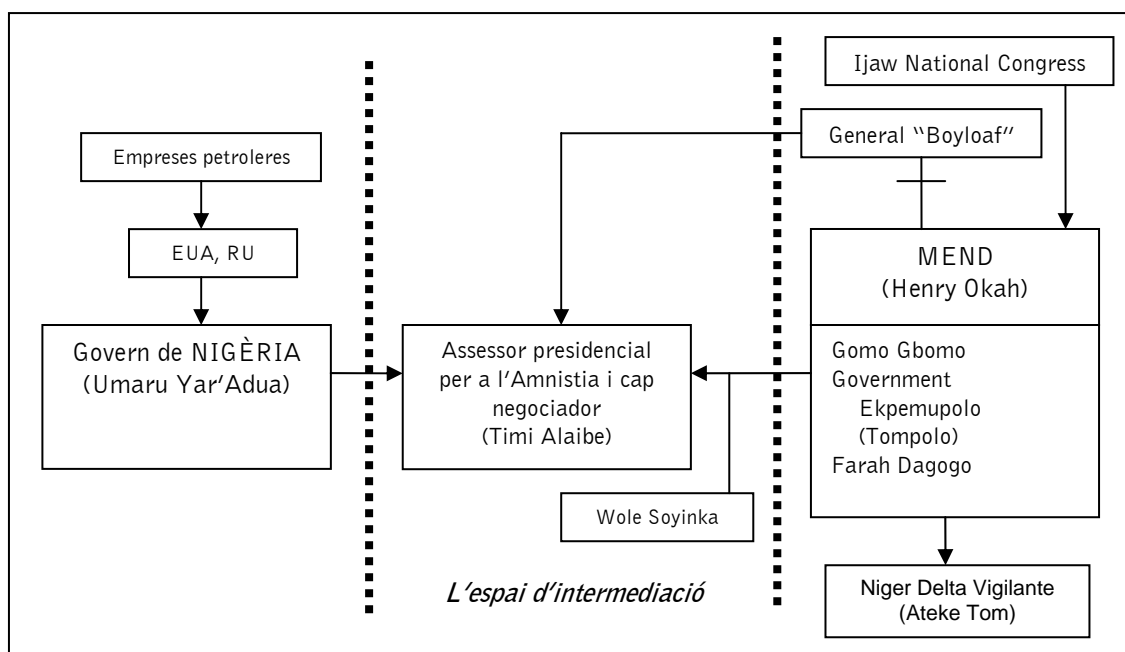 Ijaw National Congress
General “Boyloaf”
Empreses petroleres
EUA, RU
MEND
(Henry Okah)
Govern de NIGÈRIA
(Umaru Yar’Adua)
Assessor presidencial
per a l’Amnistia i cap
negociador
(Timi Alaibe)
Gomo Gbomo
Government
Ekpemupolo
(Tompolo)
Farah Dagogo
Wole Soyinka
L’espai d’intermediació
Niger Delta Vigilante
(Ateke Tom)